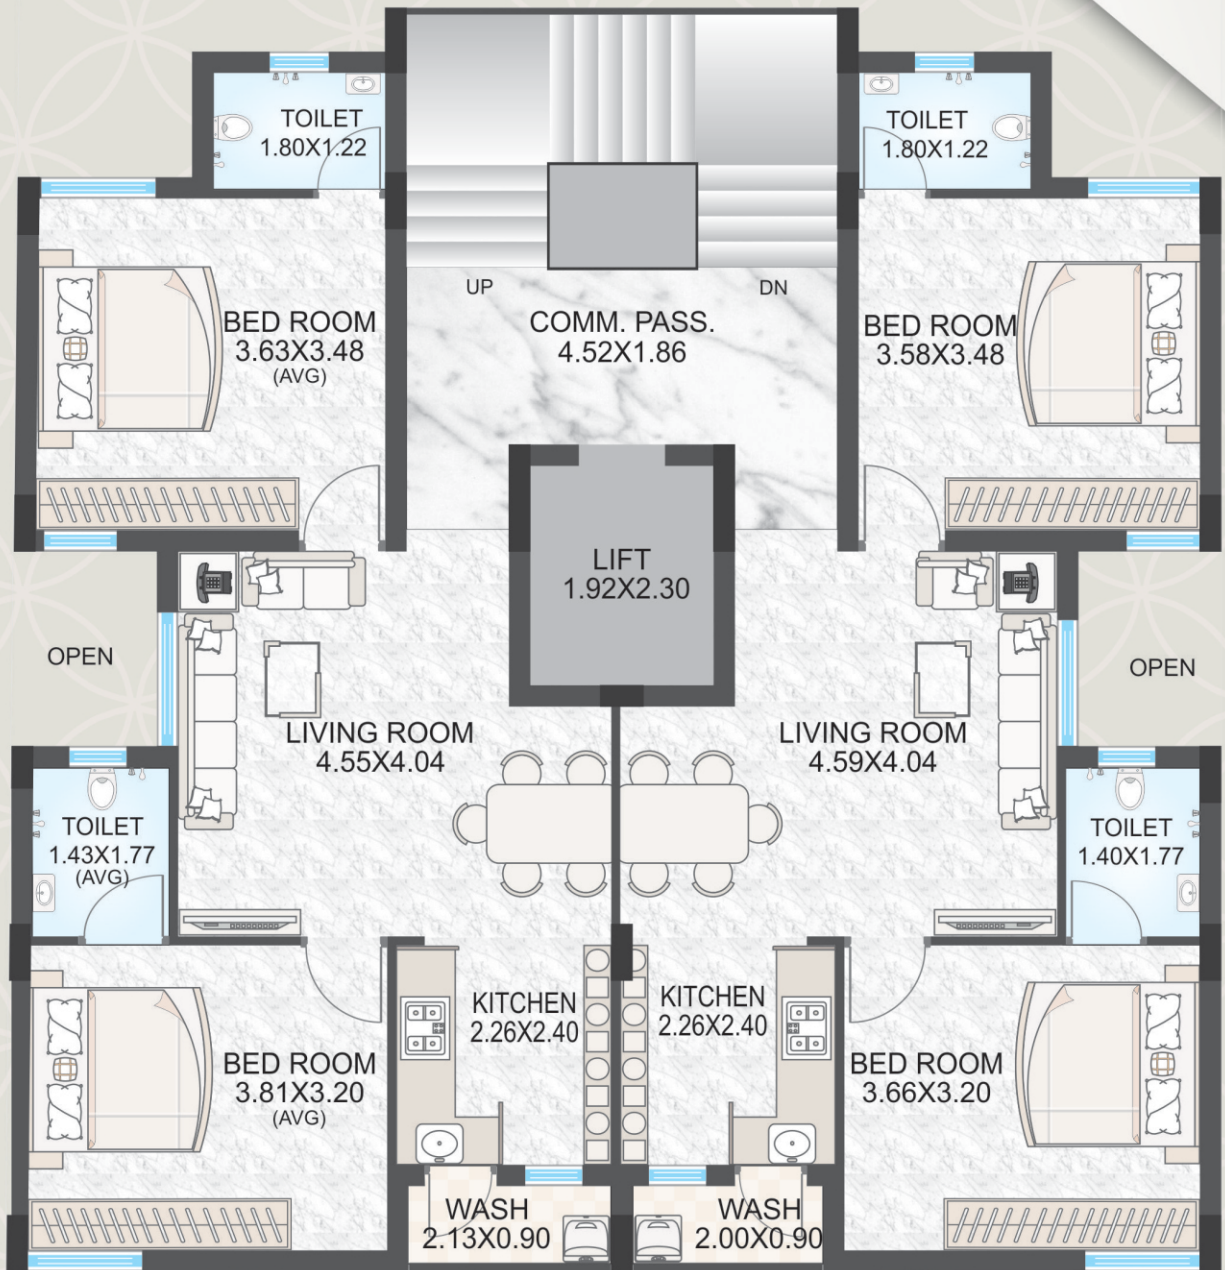 TOILET
1.80X1.22
TOILET
1.80X1.22
UP
DN
BED ROOM
3.63X3.48
(AVG)
COMM. PASS.
4.52X1.86
BED ROOM
3.58X3.48
LIFT
1.92X2.30
OPEN
OPEN
LIVING ROOM
4.55X4.04
LIVING ROOM
4.59X4.04
TOILET
1.43X1.77
(AVG)
TOILET
1.40X1.77
KITCHEN
2.26X2.40
KITCHEN
2.26X2.40
BED ROOM
3.81X3.20
(AVG)
BED ROOM
3.66X3.20
WASH
2.13X0.90
WASH
2.00X0.90